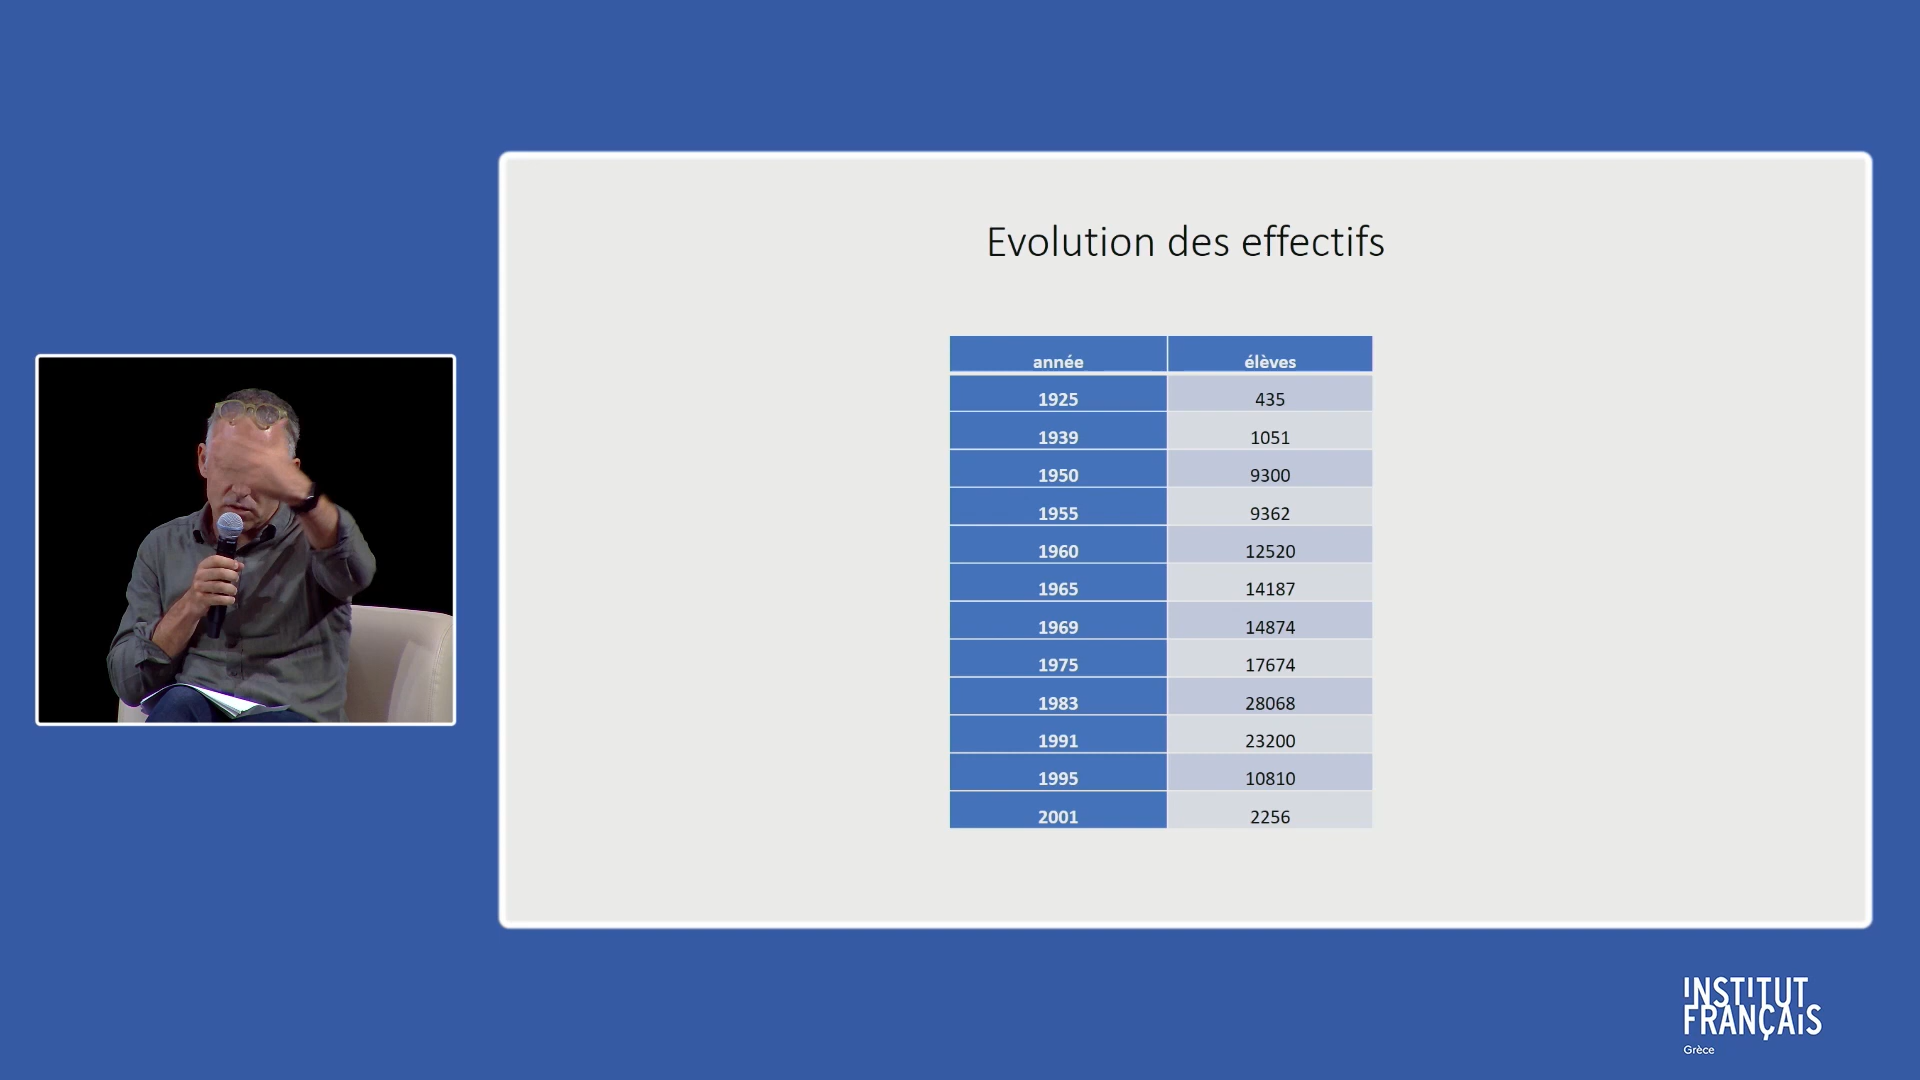 Evolution des effectifs
année élèves
1925 435
1939 1051
1950 9300
1955 9362
1960 12520
1965 14187
1969 14874
1975 17674
1983 28068
1991 23200
1995 10810
2001 2256
INSTITUT
FRANÇAIS
Grèce